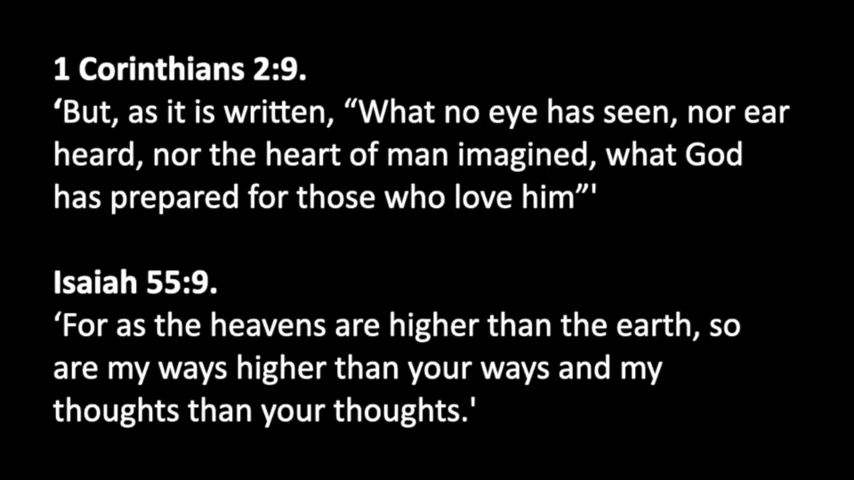 1 Corinthians 2:9.
‘But, as it is written, “What no eye has seen, nor ear
heard, nor the heart of man imagined, what God
has prepared for those who love him”'
Isaiah 55:9.
‘For as the heavens are higher than the earth, so
are my ways higher than your ways and my
thoughts than your thoughts.'